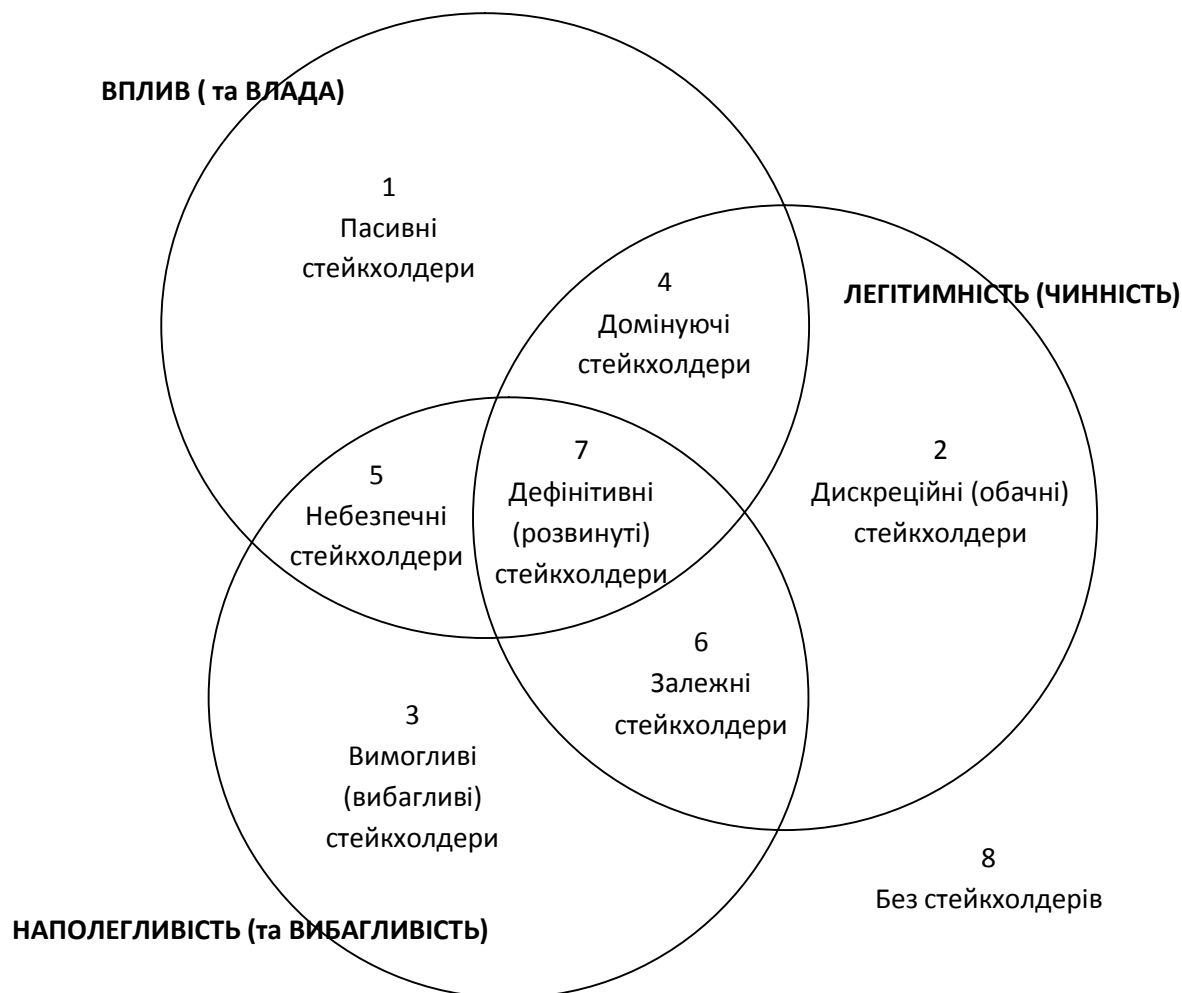 ВПЛИВ ( та ВЛАДА)
1
Пасивні
стейкхолдери
4
Домінуючі
стейкхолдери
ЛЕГІТИМНІСТЬ (ЧИННІСТЬ)
5
Небезпечні
стейкхолдери
7
Дефінітивні
(розвинуті)
стейкхолдери
2
Дискреційні (обачні)
стейкхолдери
6
Залежні
стейкхолдери
3
Вимогливі
(вибагливі)
стейкхолдери
8
Без стейкхолдерів
НАПОЛЕГЛИВІСТЬ (та ВИБАГЛИВІСТЬ)